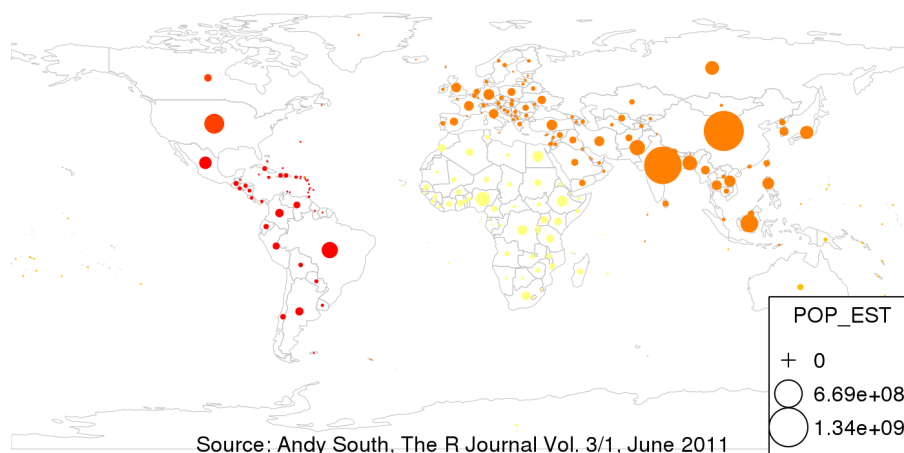 POP_EST
0
6.69e+08
1.34e+09
Source: Andy South, The R Journal Vol. 3/1, June 2011